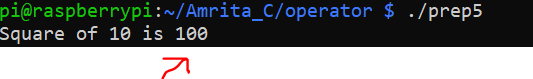 pi@raspberrypi:~/Amrita_C/operator $ ./prep5
Square of 10 is 100